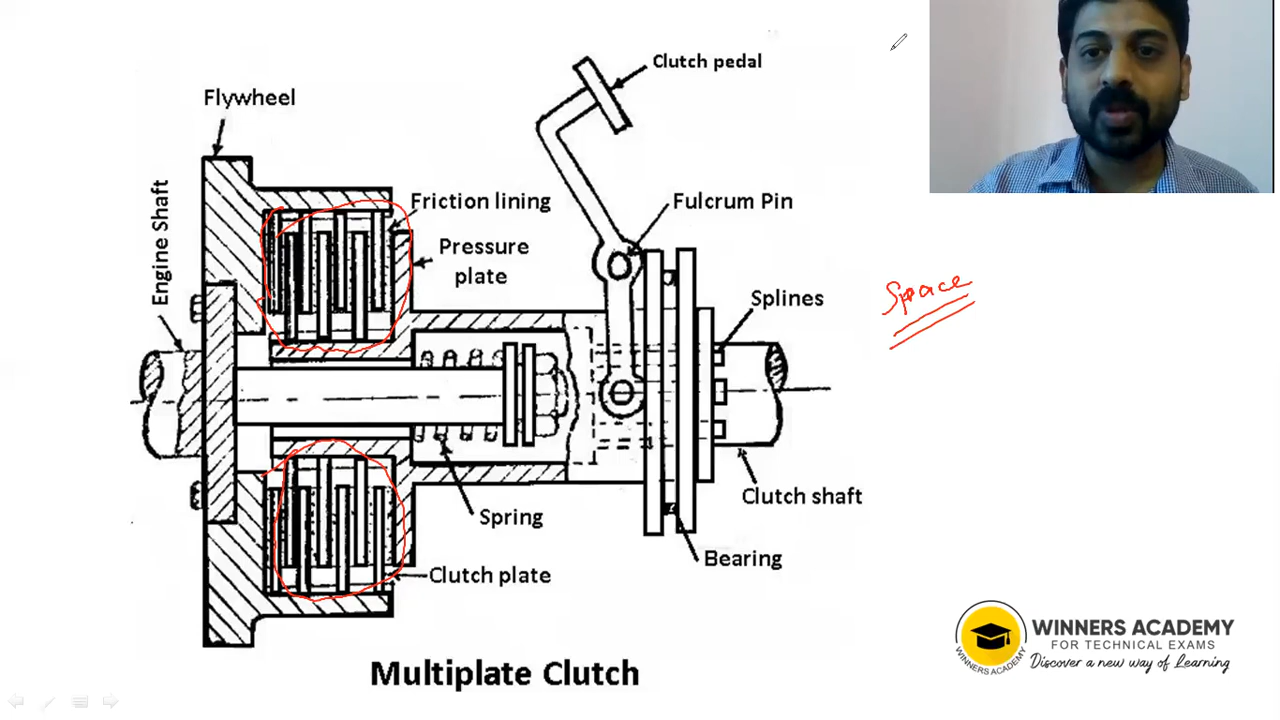 Clutch pedal
Flywheel
Engine Shaft
Friction lining
Fulcrum Pin
Pressure
plate
Splines
Space
Clutch shaft
Spring
Bearing
Clutch plate
Multiplate Clutch
WINNERS ACADEMY
FOR TECHNICAL EXAMS
Discover a new way of Learning
WINNERS ACADEMY